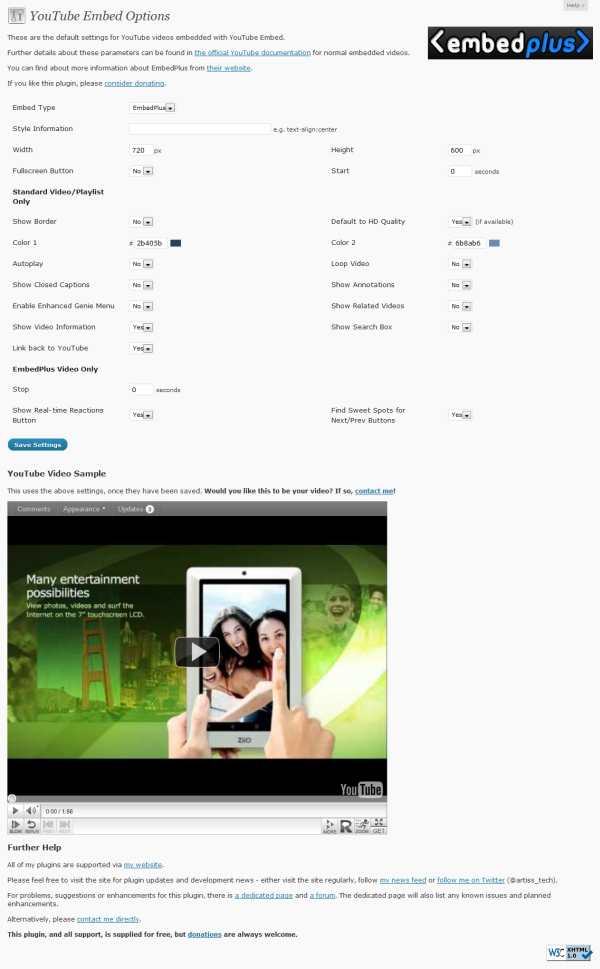 Help
YouTube Embed Options
These are the default settings for YouTube videos embedded with YouTube Embed.
<embedplus>
Further details about these parameters can be found in the official YouTube documentation for normal embedded videos.
You can find about more information about EmbedPlus from their website.
If you like this plugin, please consider donating.
Embed Type EmbedPlus
Style Information e.g. text-align:center
Width 720 px Height 600 px
Fullscreen Button No Start 0 seconds
Standard Video/Playlist
Only
Show Border No Default to HD Quality Yes (if available)
Color 1 # 2b405b Color 2 # 6b8ab6
Autoplay No Loop Video No
Show Closed Captions No Show Annotations No
Enable Enhanced Genie Menu No Show Related Videos No
Show Video Information Yes Show Search Box No
Link back to YouTube Yes
EmbedPlus Video Only
Stop 0 seconds
Show Real-time Reactions
Button Yes
Find Sweet Spots for
Next/Prev Buttons Yes
Save Settings
YouTube Video Sample
This uses the above settings, once they have been saved. Would you like this to be your video? If so, contact me!
Comments Appearance Updates 3
Many entertainment
possibilities
View photos, videos and surf the
Internet on the 7" touchscreen LCD.
ZiiO
YouTube
0:00 / 1:56
SLOW REPLAY PREV NEXT MORE R ZOOM GET
Further Help
All of my plugins are supported via my website.
Please feel free to visit the site for plugin updates and development news - either visit the site regularly, follow my news feed or follow me on Twitter (@artiss_tech).
For problems, suggestions or enhancements for this plugin, there is a dedicated page and a forum. The dedicated page will also list any known issues and planned
enhancements.
Alternatively, please contact me directly.
This plugin, and all support, is supplied for free, but donations are always welcome.
W3C XHTML
1.0